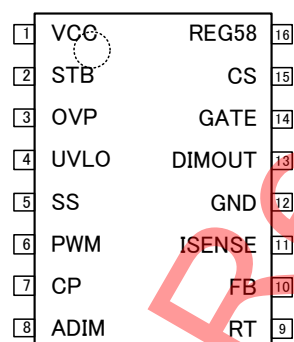 1 VCC REG58 16
2 STB CS 15
3 OVP GATE 14
4 UVLO DIMOUT 13
5 SS GND 12
6 PWM ISENSE 11
7 CP FB 10
8 ADIM RT 9